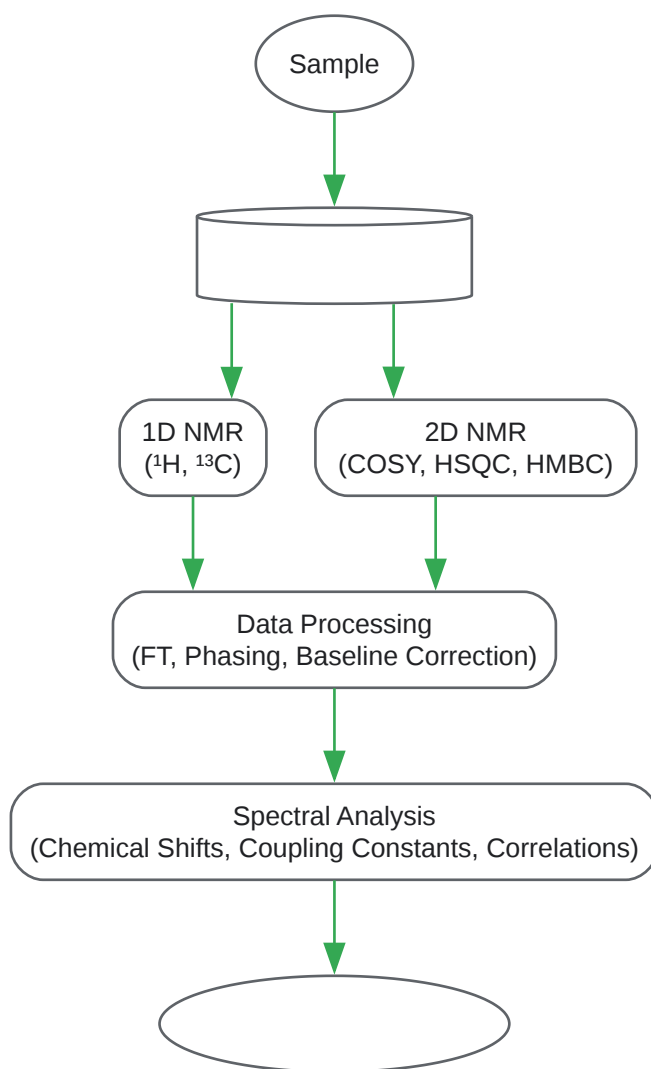 Sample
1D NMR
(¹H, ¹³C)
2D NMR
(COSY, HSQC, HMBC)
Data Processing
(FT, Phasing, Baseline Correction)
Spectral Analysis
(Chemical Shifts, Coupling Constants, Correlations)